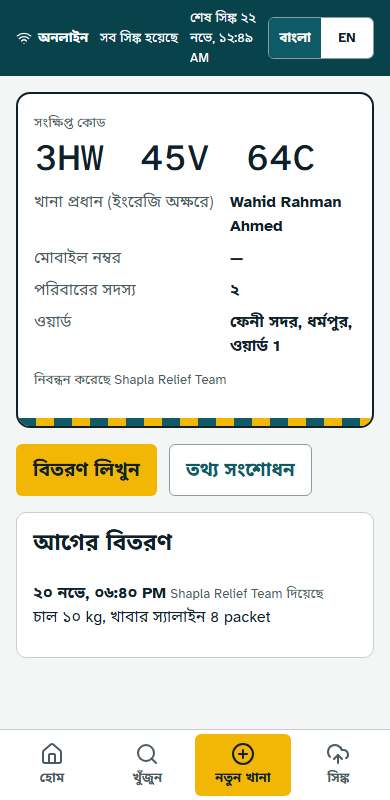 অনলাইন
সব সিঙ্ক হয়েছে
শেষ সিঙ্ক ২২
নভে, ১২:৪৯
AM
বাংলা
EN
সংক্ষিপ্ত কোড
3HW 45V 64C
খানা প্রধান (ইংরেজি অক্ষরে) Wahid Rahman
Ahmed
মোবাইল নম্বর —
পরিবারের সদস্য ২
ওয়ার্ড ফেনী সদর, ধর্মপুর,
ওয়ার্ড 1
নিবন্ধন করেছে Shapla Relief Team
বিতরণ লিখুন
তথ্য সংশোধন
আগের বিতরণ
২০ নভে, ০৬:৪০ PM Shapla Relief Team দিয়েছে
চাল ১০ kg, খাবার স্যালাইন 8 packet
হোম
খুঁজুন
নতুন খানা
সিঙ্ক